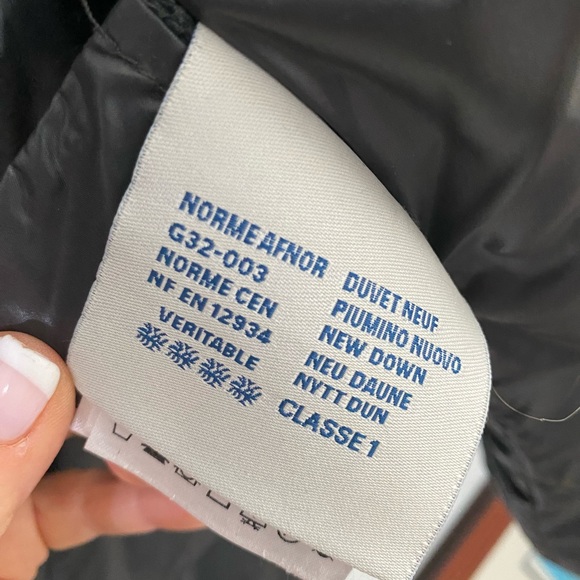 NORME AFNOR
G32-003
NORME CEN
NF EN 12934
VERITABLE
DUVET NEUF
PIUMINO NUOVO
NEW DOWN
NEU DAUNE
NYTT DUN
CLASSE 1